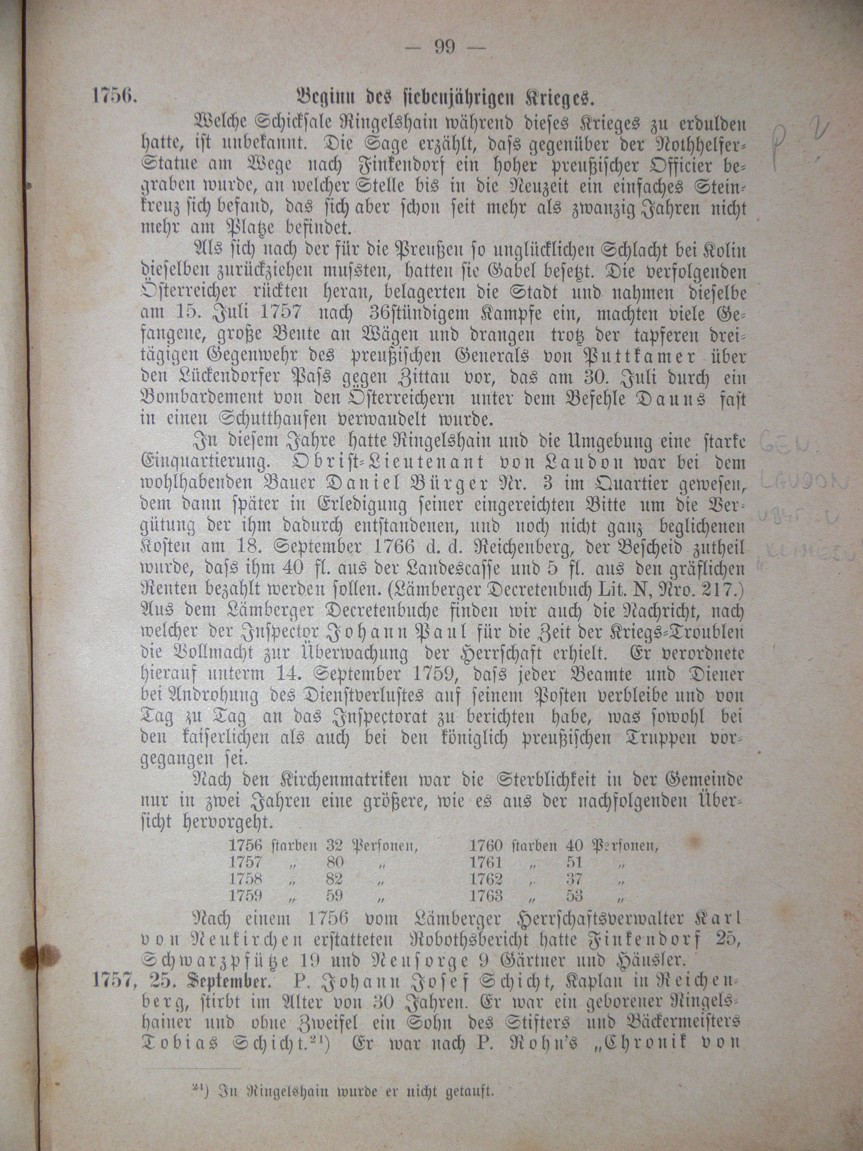 — 99 —
1756. Beginn des siebenjährigen Krieges.
Welche Schicksale Ringelshain während dieses Krieges zu erdulden
hatte, ist unbekannt. Die Sage erzählt, dass gegenüber der Nothhelfer-
Statue am Wege nach Finkendorf ein hoher preußischer Officier be-
graben wurde, an welcher Stelle bis in die Neuzeit ein einfaches Stein-
kreuz sich befand, das sich aber schon seit mehr als zwanzig Jahren nicht
mehr am Platze befindet.
Als sich nach der für die Preußen so unglücklichen Schlacht bei Kolin
dieselben zurückziehen mussten, hatten sie Gabel besetzt. Die verfolgenden
Österreicher rückten heran, belagerten die Stadt und nahmen dieselbe
am 15. Juli 1757 nach 36stündigem Kampfe ein, machten viele Ge-
fangene, große Beute an Wägen und drangen trotz der tapferen drei-
tägigen Gegenwehr des preußischen Generals von Puttkamer über
den Lückendorfer Pass gegen Zittau vor, das am 30. Juli durch ein
Bombardement von den Österreichern unter dem Befehle Dauns fast
in einen Schutthaufen verwandelt wurde.
In diesem Jahre hatte Ringelshain und die Umgebung eine starke
Einquartierung. Obrist-Lieutenant von Laudon war bei dem
wohlhabenden Bauer Daniel Bürger Nr. 3 im Quartier gewesen,
dem dann später in Erledigung seiner eingereichten Bitte um die Ver-
gütung der ihm dadurch entstandenen, und noch nicht ganz beglichenen
Kosten am 18. September 1766 d. d. Reichenberg, der Bescheid zutheil
wurde, dass ihm 40 fl. aus der Landescasse und 5 fl. aus den gräflichen
Renten bezahlt werden sollen. (Lämberger Decretenbuch Lit. N, Nro. 217.)
Aus dem Lämberger Decretenbuche finden wir auch die Nachricht, nach
welcher der Inspector Johann Paul für die Zeit der Kriegs-Troublen
die Vollmacht zur Überwachung der Herrschaft erhielt. Er verordnete
hierauf unterm 14. September 1759, dass jeder Beamte und Diener
bei Androhung des Dienstverlustes auf seinem Posten verbleibe und von
Tag zu Tag an das Inspectorat zu berichten habe, was sowohl bei
den kaiserlichen als auch bei den königlich preußischen Truppen vor-
gegangen sei.
Nach den Kirchenmatriken war die Sterblichkeit in der Gemeinde
nur in zwei Jahren eine größere, wie es aus der nachfolgenden Über-
sicht hervorgeht.
1756 starben 32 Personen, 1760 starben 40 Personen,
1757 „ 80 „ 1761 „ 51 „
1758 „ 82 „ 1762 „ 37 „
1759 „ 59 „ 1763 „ 53 „
Nach einem 1756 vom Lämberger Herrschaftsverwalter Karl
von Neukirchen erstatteten Robothsbericht hatte Finkendorf 25,
Schwarzpfütze 19 und Neusorge 9 Gärtner und Häusler.
1757, 25. September. P. Johann Josef Schicht, Kaplan in Reichen-
berg, stirbt im Alter von 30 Jahren. Er war ein geborener Ringels-
hainer und ohne Zweifel ein Sohn des Stifters und Bäckermeisters
Tobias Schicht.²¹) Er war nach P. Rohn's „Chronik von
²¹) In Ringelshain wurde er nicht getauft.
GEN.
LAUDON